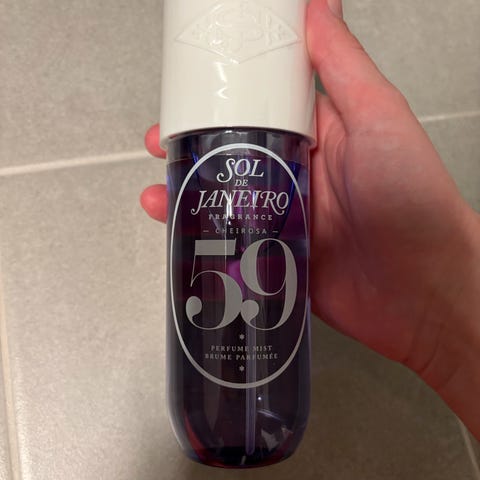 SOL
DE
JANEIRO
FRAGRANCE
— CHEIROSA —
59
PERFUME MIST
BRUME PARFUMÉE